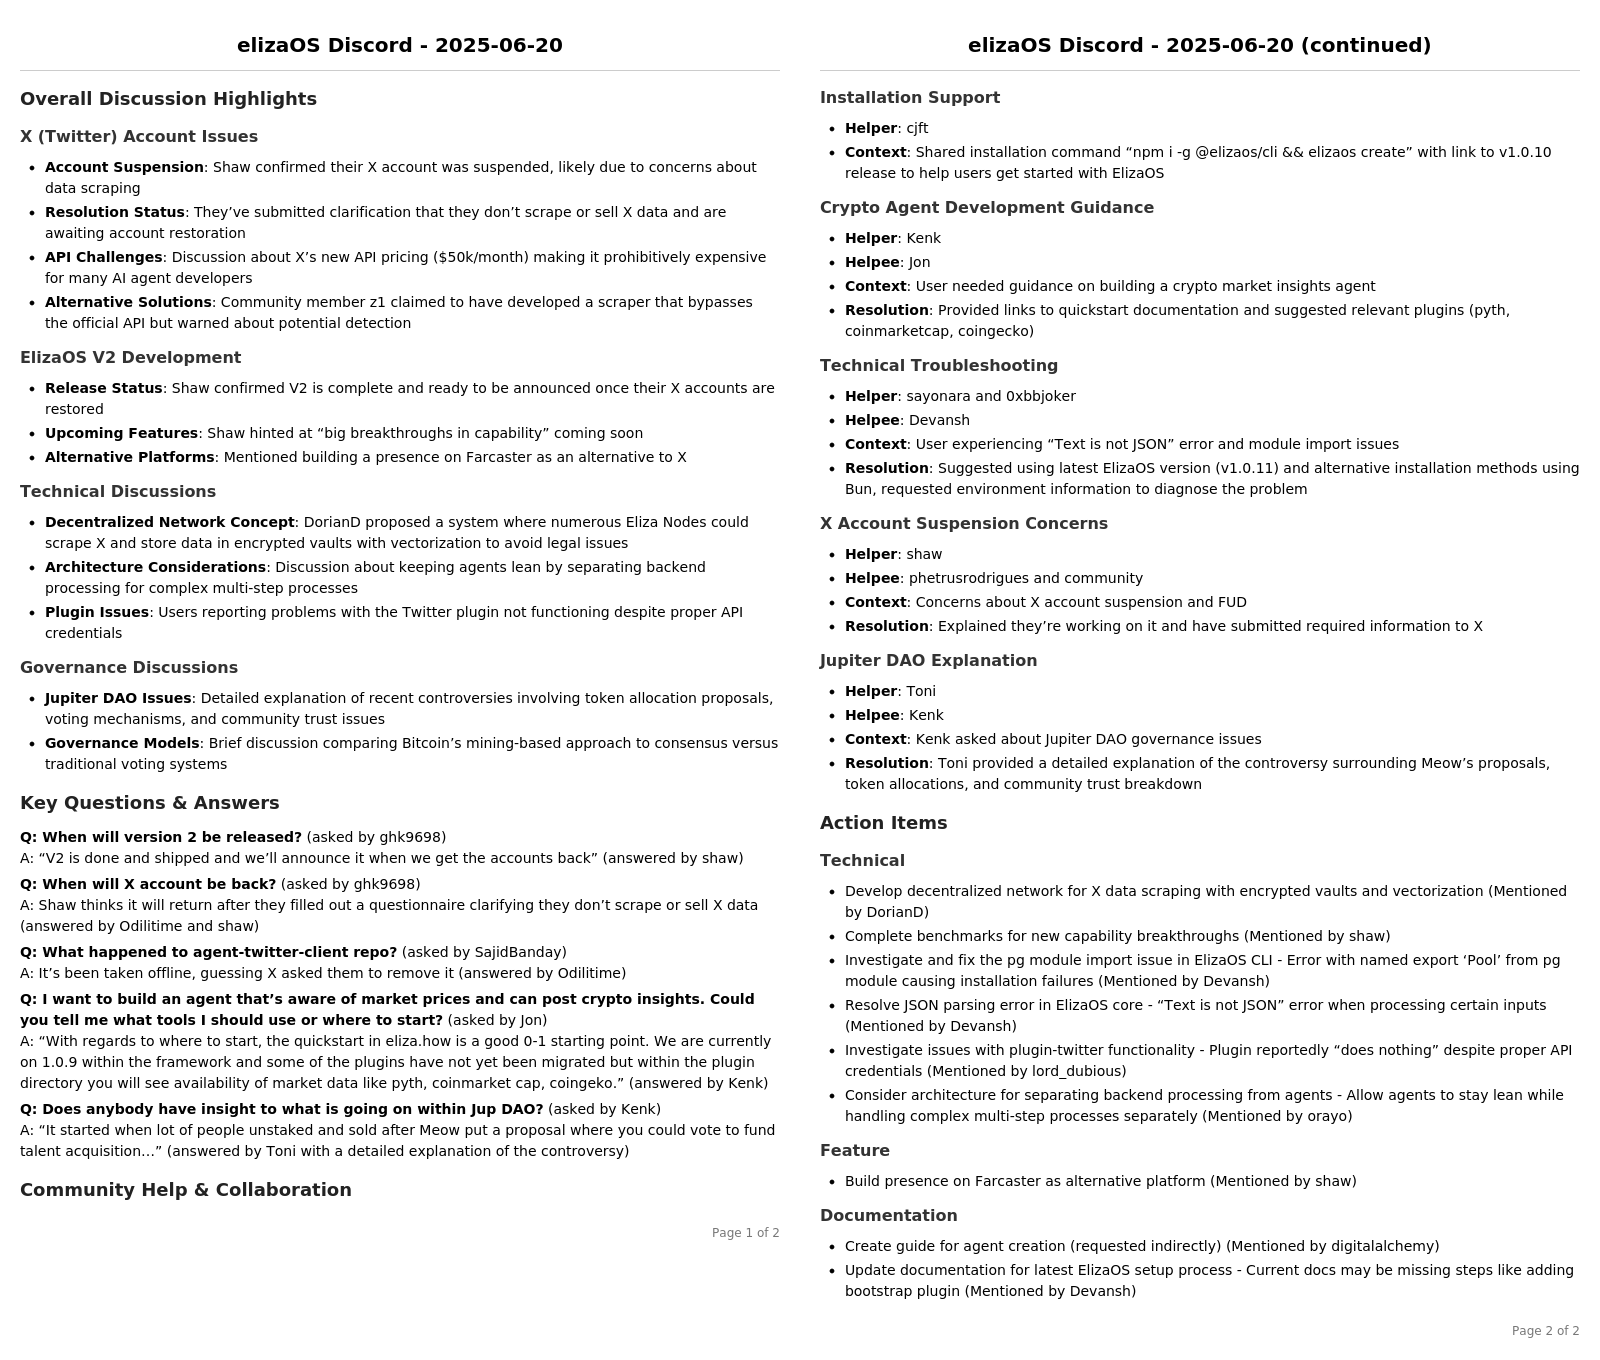 elizaOS Discord - 2025-06-20
Overall Discussion Highlights
X (Twitter) Account Issues
• Account Suspension: Shaw confirmed their X account was suspended, likely due to concerns about
data scraping
• Resolution Status: They’ve submitted clarification that they don’t scrape or sell X data and are
awaiting account restoration
• API Challenges: Discussion about X’s new API pricing ($50k/month) making it prohibitively expensive
for many AI agent developers
• Alternative Solutions: Community member z1 claimed to have developed a scraper that bypasses
the official API but warned about potential detection
ElizaOS V2 Development
• Release Status: Shaw confirmed V2 is complete and ready to be announced once their X accounts are
restored
• Upcoming Features: Shaw hinted at “big breakthroughs in capability” coming soon
• Alternative Platforms: Mentioned building a presence on Farcaster as an alternative to X
Technical Discussions
• Decentralized Network Concept: DorianD proposed a system where numerous Eliza Nodes could
scrape X and store data in encrypted vaults with vectorization to avoid legal issues
• Architecture Considerations: Discussion about keeping agents lean by separating backend
processing for complex multi-step processes
• Plugin Issues: Users reporting problems with the Twitter plugin not functioning despite proper API
credentials
Governance Discussions
• Jupiter DAO Issues: Detailed explanation of recent controversies involving token allocation proposals,
voting mechanisms, and community trust issues
• Governance Models: Brief discussion comparing Bitcoin’s mining-based approach to consensus versus
traditional voting systems
Key Questions & Answers
Q: When will version 2 be released? (asked by ghk9698)
A: “V2 is done and shipped and we’ll announce it when we get the accounts back” (answered by shaw)
Q: When will X account be back? (asked by ghk9698)
A: Shaw thinks it will return after they filled out a questionnaire clarifying they don’t scrape or sell X data
(answered by Odilitime and shaw)
Q: What happened to agent-twitter-client repo? (asked by SajidBanday)
A: It’s been taken offline, guessing X asked them to remove it (answered by Odilitime)
Q: I want to build an agent that’s aware of market prices and can post crypto insights. Could
you tell me what tools I should use or where to start? (asked by Jon)
A: “With regards to where to start, the quickstart in eliza.how is a good 0-1 starting point. We are currently
on 1.0.9 within the framework and some of the plugins have not yet been migrated but within the plugin
directory you will see availability of market data like pyth, coinmarket cap, coingeko.” (answered by Kenk)
Q: Does anybody have insight to what is going on within Jup DAO? (asked by Kenk)
A: “It started when lot of people unstaked and sold after Meow put a proposal where you could vote to fund
talent acquisition…” (answered by Toni with a detailed explanation of the controversy)
Community Help & Collaboration
Page 1 of 2
elizaOS Discord - 2025-06-20 (continued)
Installation Support
• Helper: cjft
• Context: Shared installation command “npm i -g @elizaos/cli && elizaos create” with link to v1.0.10
release to help users get started with ElizaOS
Crypto Agent Development Guidance
• Helper: Kenk
• Helpee: Jon
• Context: User needed guidance on building a crypto market insights agent
• Resolution: Provided links to quickstart documentation and suggested relevant plugins (pyth,
coinmarketcap, coingecko)
Technical Troubleshooting
• Helper: sayonara and 0xbbjoker
• Helpee: Devansh
• Context: User experiencing “Text is not JSON” error and module import issues
• Resolution: Suggested using latest ElizaOS version (v1.0.11) and alternative installation methods using
Bun, requested environment information to diagnose the problem
X Account Suspension Concerns
• Helper: shaw
• Helpee: phetrusrodrigues and community
• Context: Concerns about X account suspension and FUD
• Resolution: Explained they’re working on it and have submitted required information to X
Jupiter DAO Explanation
• Helper: Toni
• Helpee: Kenk
• Context: Kenk asked about Jupiter DAO governance issues
• Resolution: Toni provided a detailed explanation of the controversy surrounding Meow’s proposals,
token allocations, and community trust breakdown
Action Items
Technical
• Develop decentralized network for X data scraping with encrypted vaults and vectorization (Mentioned
by DorianD)
• Complete benchmarks for new capability breakthroughs (Mentioned by shaw)
• Investigate and fix the pg module import issue in ElizaOS CLI - Error with named export ‘Pool’ from pg
module causing installation failures (Mentioned by Devansh)
• Resolve JSON parsing error in ElizaOS core - “Text is not JSON” error when processing certain inputs
(Mentioned by Devansh)
• Investigate issues with plugin-twitter functionality - Plugin reportedly “does nothing” despite proper API
credentials (Mentioned by lord_dubious)
• Consider architecture for separating backend processing from agents - Allow agents to stay lean while
handling complex multi-step processes separately (Mentioned by orayo)
Feature
• Build presence on Farcaster as alternative platform (Mentioned by shaw)
Documentation
• Create guide for agent creation (requested indirectly) (Mentioned by digitalalchemy)
• Update documentation for latest ElizaOS setup process - Current docs may be missing steps like adding
bootstrap plugin (Mentioned by Devansh)
Page 2 of 2